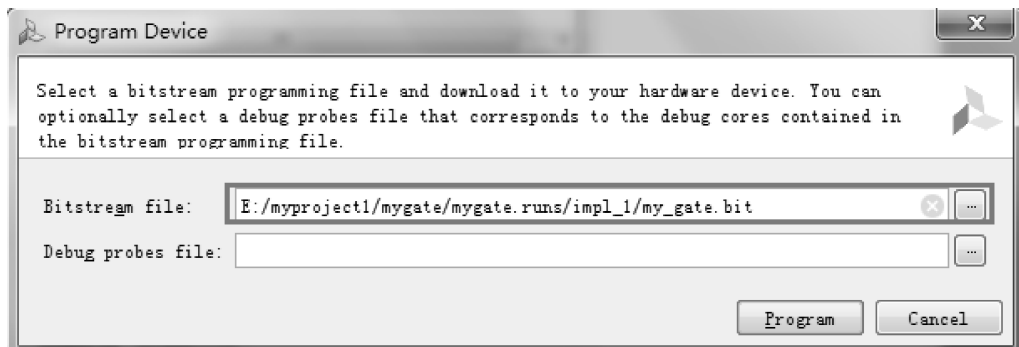 Program Device
x
Select a bitstream programming file and download it to your hardware device. You can
optionally select a debug probes file that corresponds to the debug cores contained in
the bitstream programming file.
Bitstream file: E:/myproject1/mygate/mygate.runs/impl_1/my_gate.bit ...
Debug probes file: ...
Program Cancel